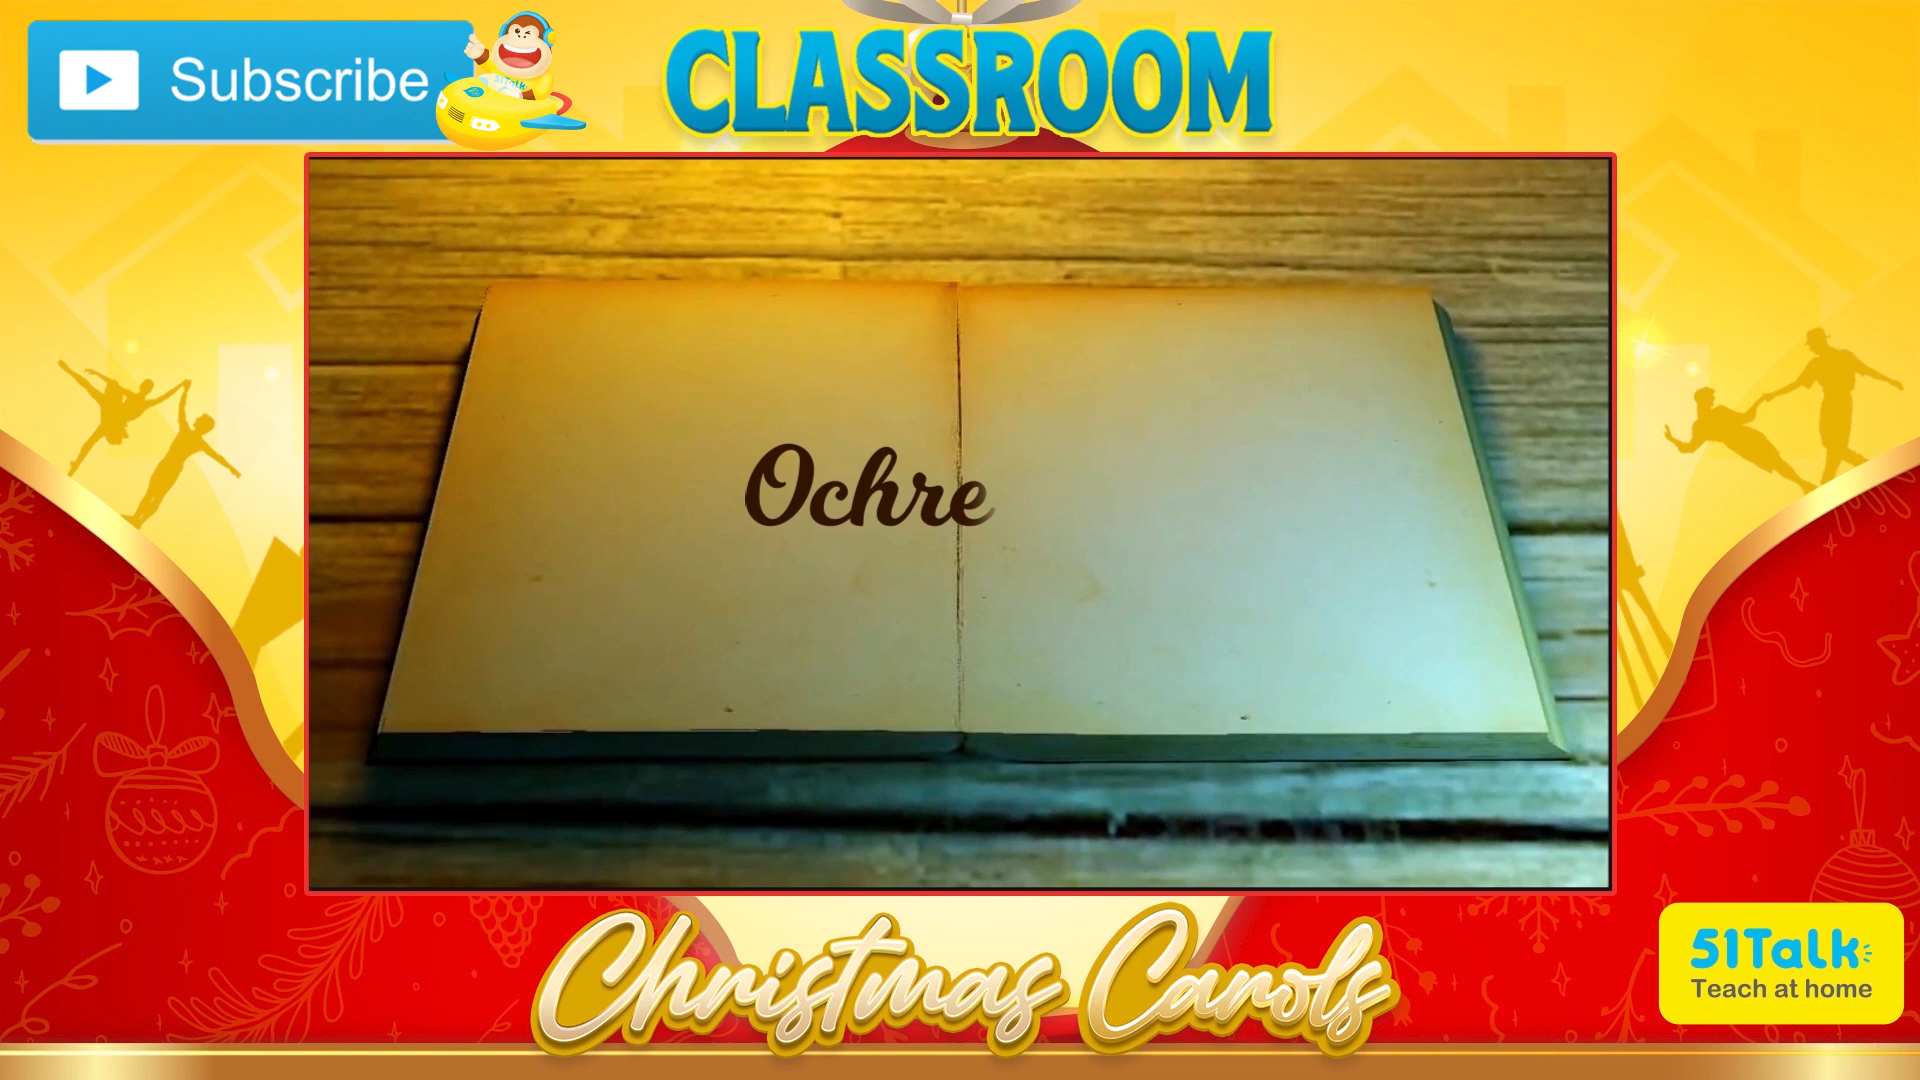 Subscribe
CLASSROOM
Ochre
Christmas Carols
51Talk
Teach at home